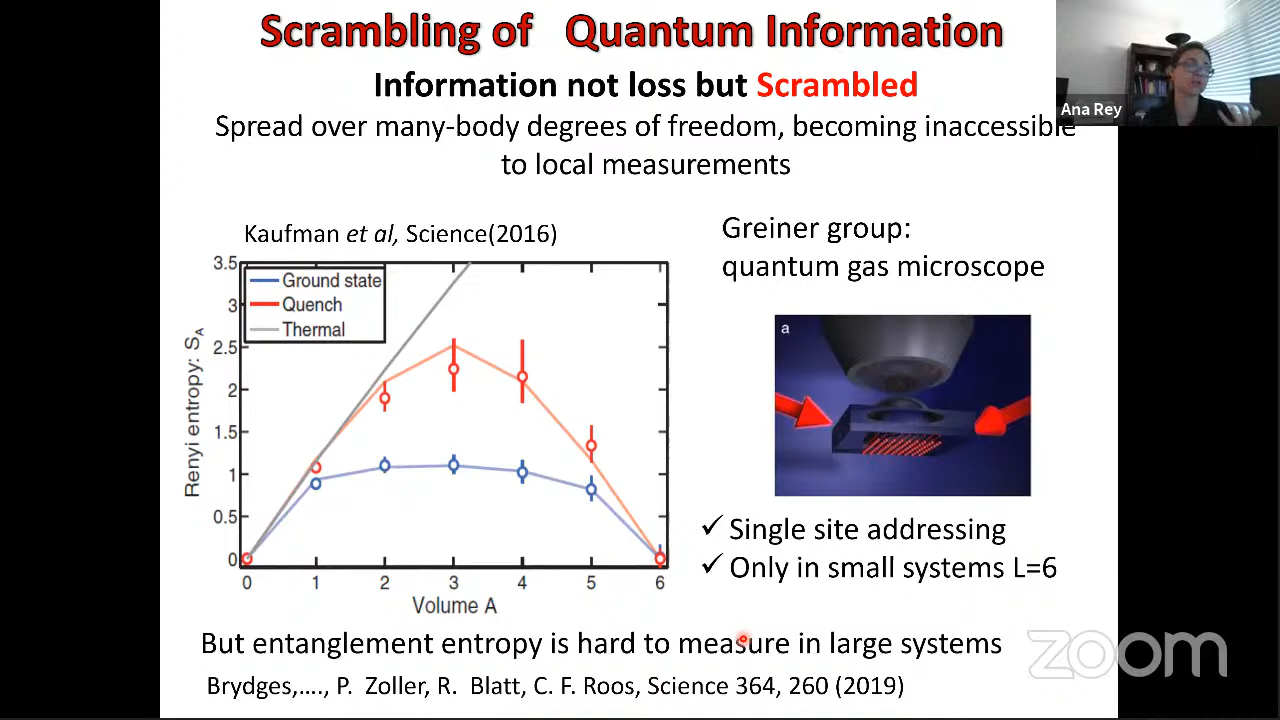 Scrambling of Quantum Information
Information not loss but Scrambled
Ana Rey
Spread over many-body degrees of freedom, becoming inaccessible
to local measurements
Kaufman et al, Science(2016)
Greiner group:
quantum gas microscope
3.5
3
2.5
2
1.5
1
0.5
0
Renyi entropy: SA
Ground state
Quench
Thermal
0 1 2 3 4 5 6
Volume A
a
✓ Single site addressing
✓ Only in small systems L=6
But entanglement entropy is hard to measure in large systems
zoom
Brydges,...., P. Zoller, R. Blatt, C. F. Roos, Science 364, 260 (2019)